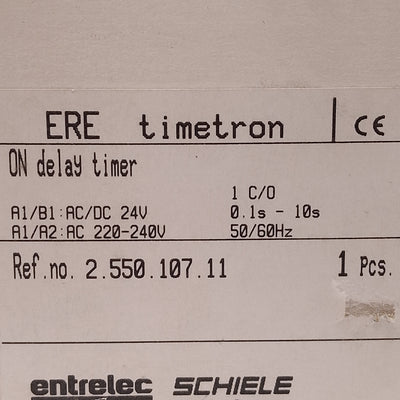 ERE timetron CE
ON delay timer
1 C/O
A1/B1:AC/DC 24V 0.1s - 10s
A1/A2:AC 220-240V 50/60Hz
Ref.no. 2.550.107.11 1 Pcs.
entrelec SCHIELE